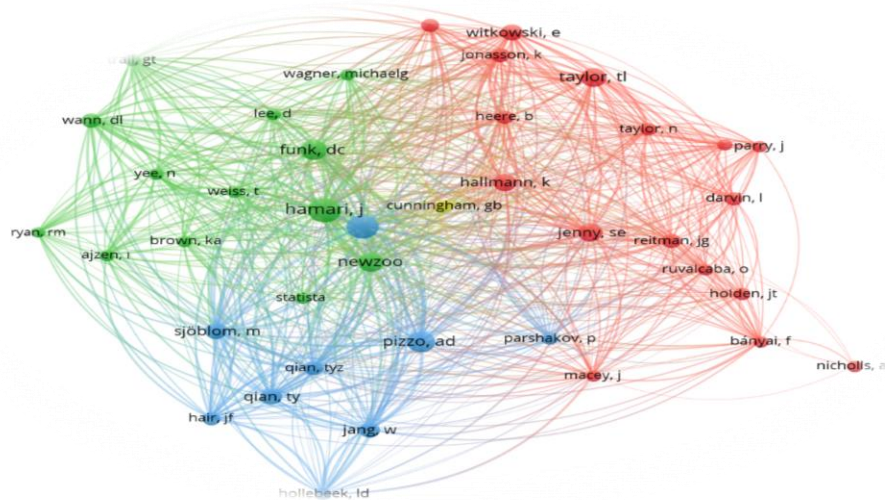 witkowski, e
jonasson, k
wagner, michaelg
taylor, tl
wann, dl
lee, d
heere, b
taylor, n
funk, dc
parry, j
yee, n
weiss, t
hallmann, k
darvin, l
hamari, j
cunningham, gb
ryan, rm
ajzen, i
brown, ka
jenny, se
reitman, jg
newzoo
ruvalcaba, o
statista
holden, jt
sjöblom, m
pizzo, ad
parshakov, p
bányai, f
qian, tyz
macey, j
nicholls, a
qian, ty
hair, jf
jang, w
hollebeek, ld